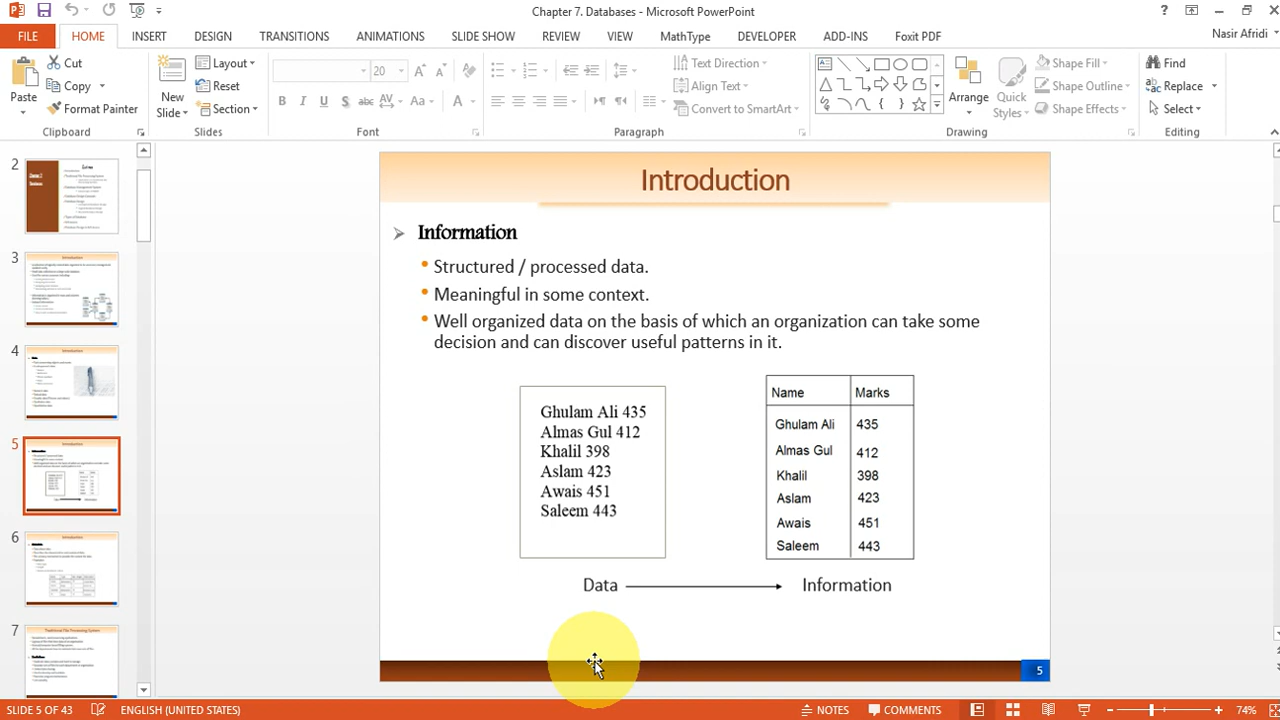 Chapter 7. Databases - Microsoft PowerPoint
FILE HOME INSERT DESIGN TRANSITIONS ANIMATIONS SLIDE SHOW REVIEW VIEW MathType DEVELOPER ADD-INS Foxit PDF Nasir Afridi
Paste
Cut
Copy
Format Painter
Clipboard
New Slide
Layout
Reset
Section
Slides
20
Font
Text Direction
Align Text
Convert to SmartArt
Paragraph
Arrange
Quick Styles
Shape Fill
Shape Outline
Shape Effects
Drawing
Find
Replace
Select
Editing
2
3
4
5
6
7
Introduction
Information
Structured / processed data.
Meaningful in some context.
Well organized data on the basis of which an organization can take some
decision and can discover useful patterns in it.
Ghulam Ali 435
Almas Gul 412
Khalil 398
Aslam 423
Awais 451
Saleem 443
Name Marks
Ghulam Ali 435
Almas Gul 412
Khalil 398
Aslam 423
Awais 451
Saleem 443
Data Information
5
SLIDE 5 OF 43 ENGLISH (UNITED STATES) NOTES COMMENTS 74%